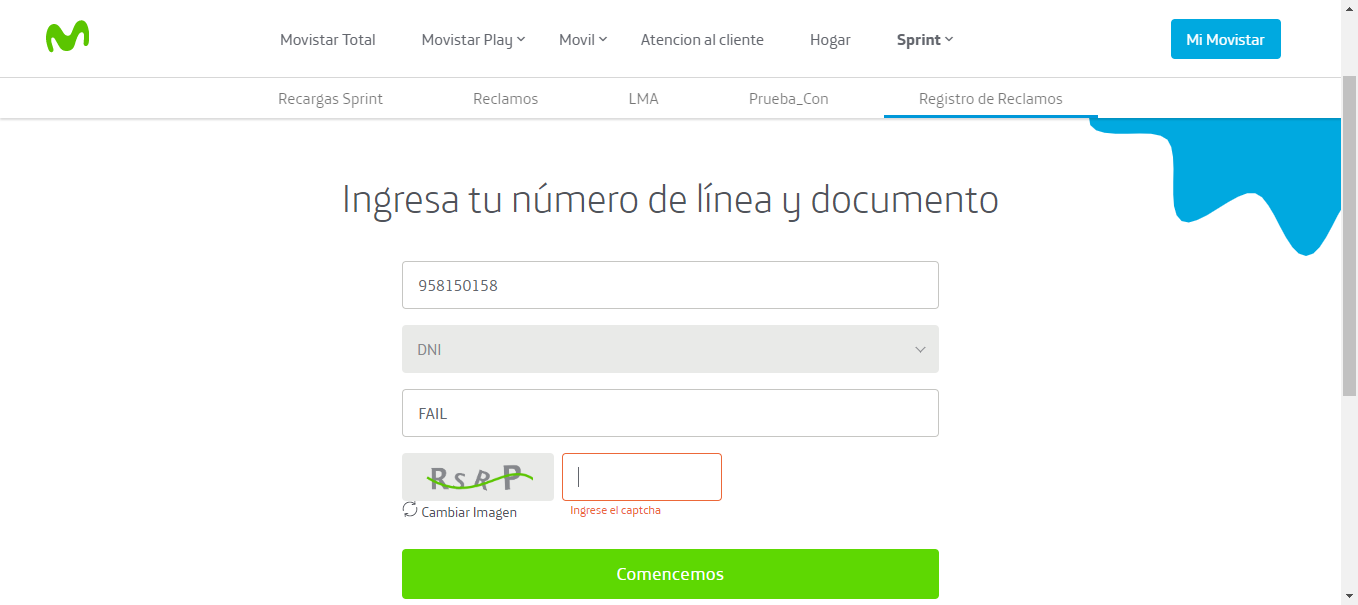 Movistar Total Movistar Play Movil Atencion al cliente Hogar Sprint Mi Movistar
Recargas Sprint Reclamos LMA Prueba_Con Registro de Reclamos
Ingresa tu número de línea y documento
958150158
DNI
FAIL
RSRP
Cambiar Imagen Ingrese el captcha
Comencemos